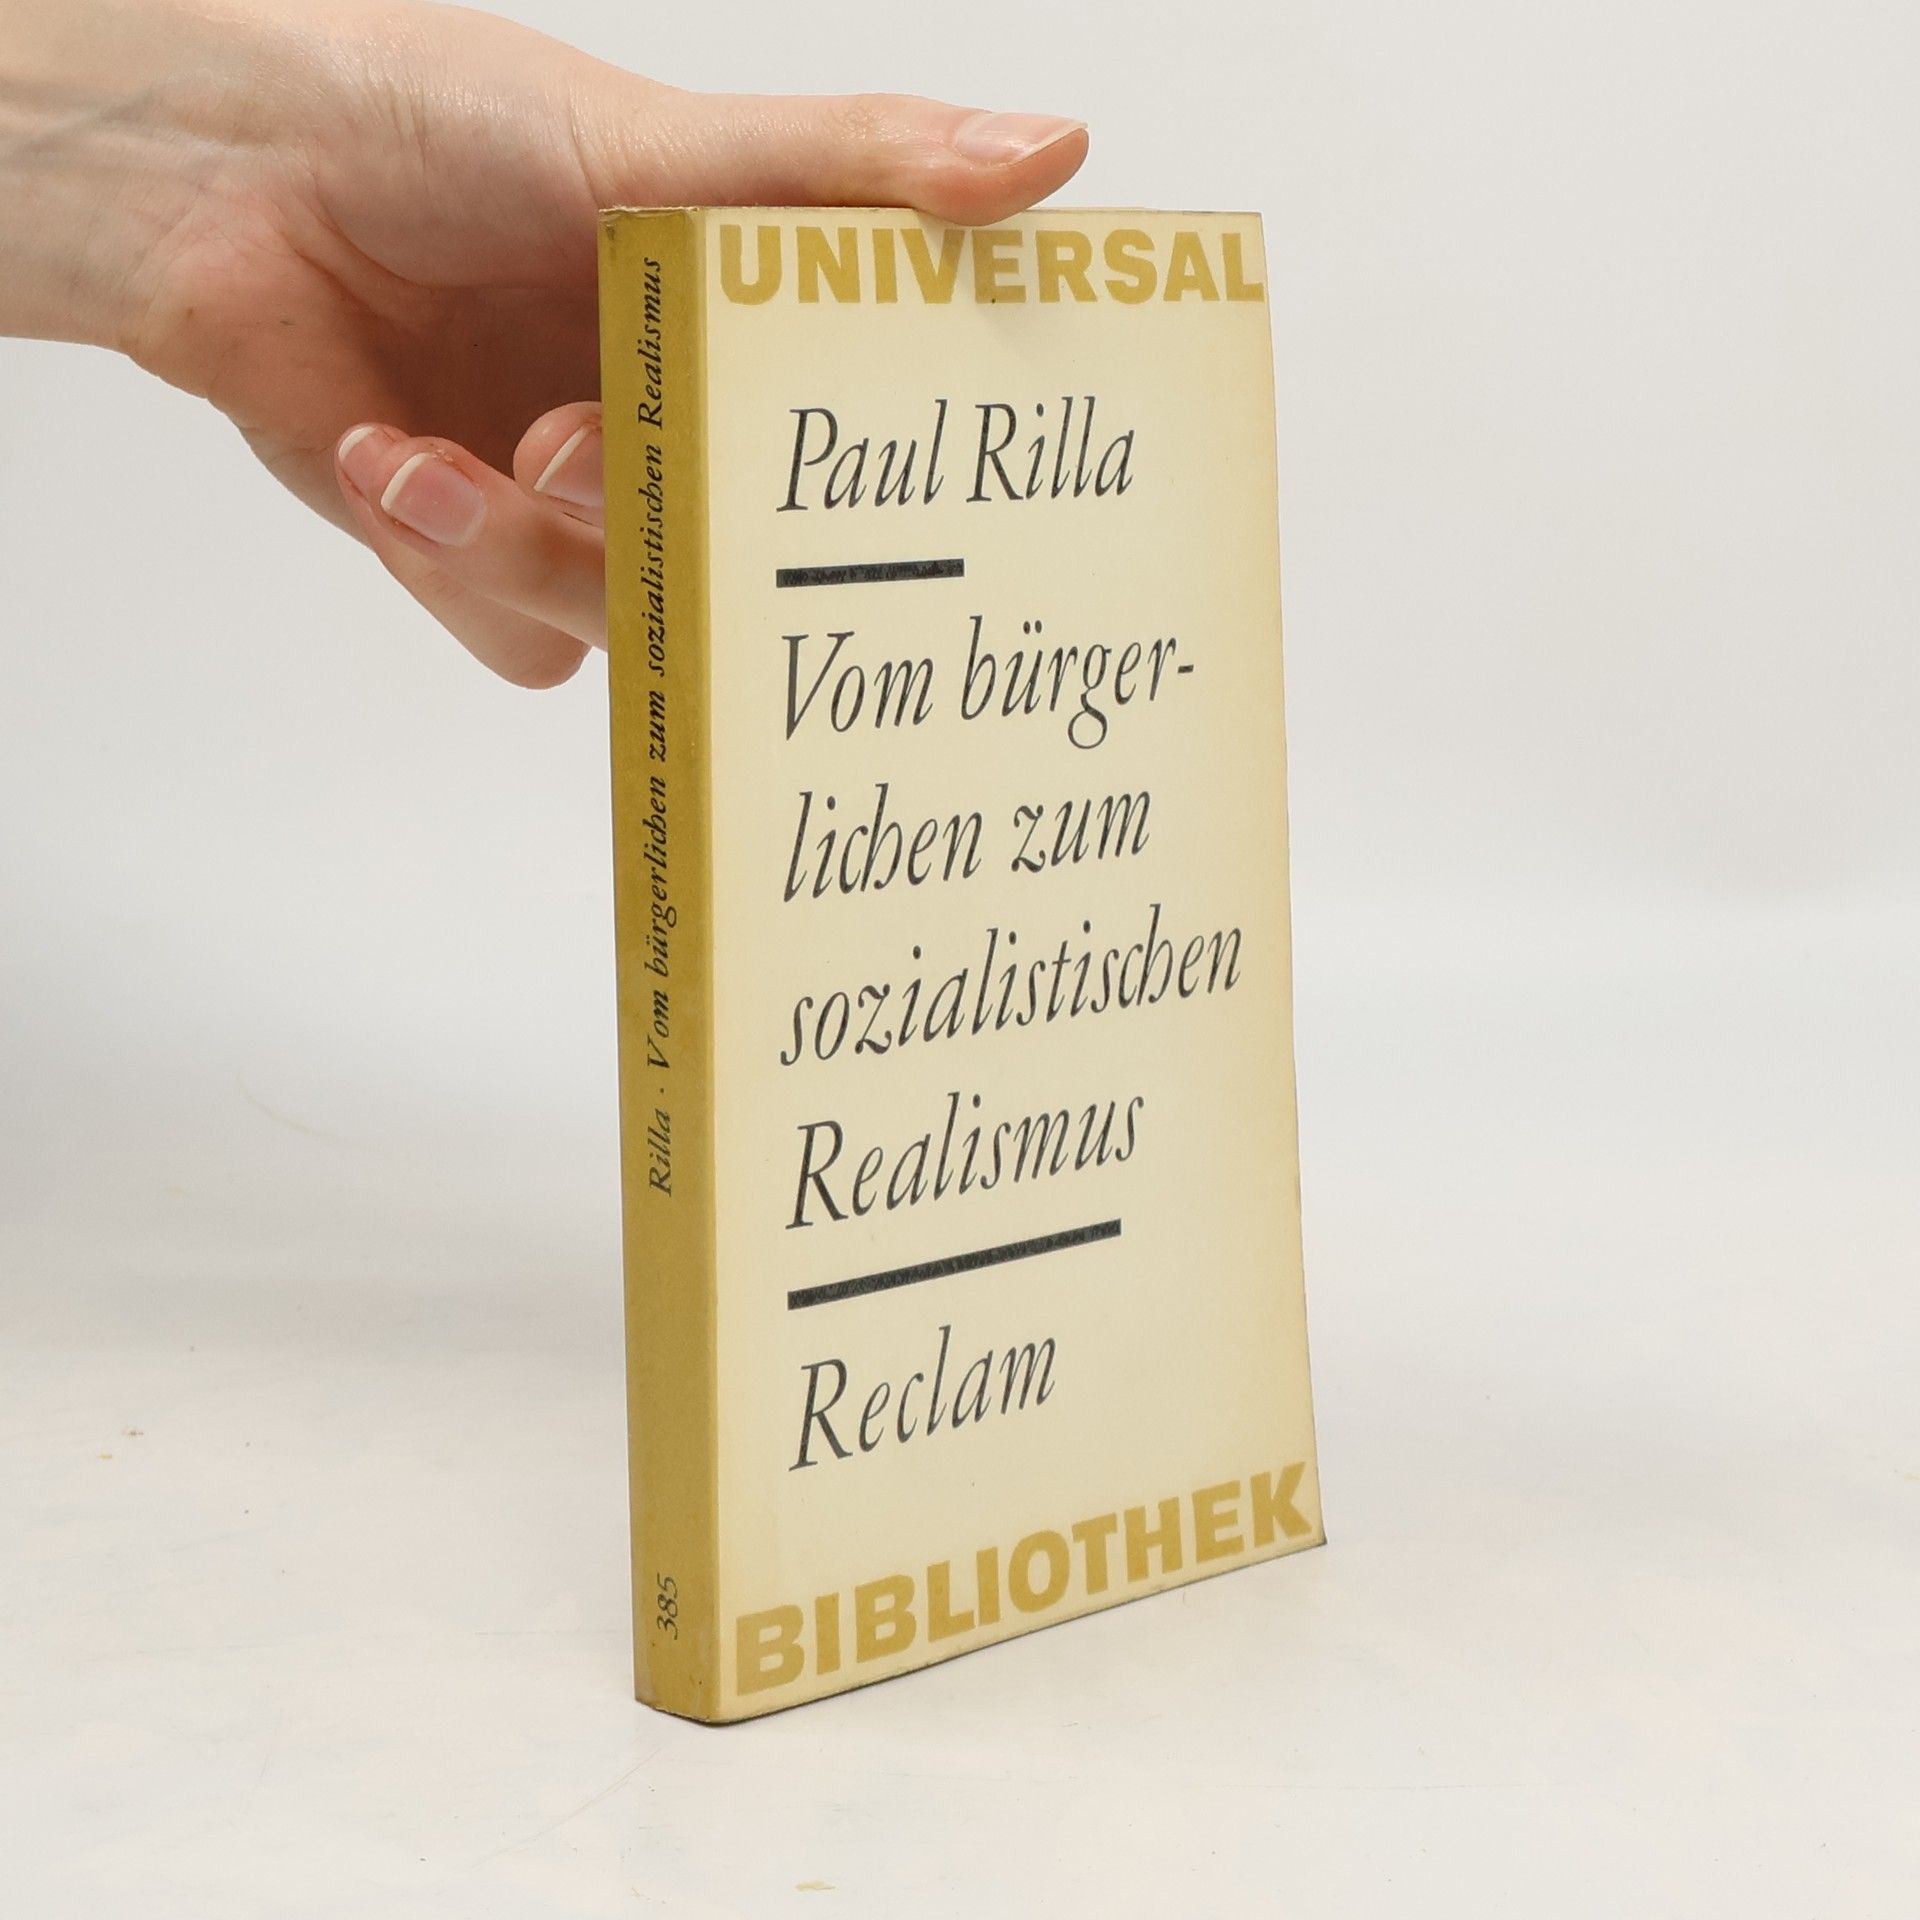 UNIVERSAL
Paul Rilla
Vom bürger-
lichen zum
sozialistischen
Realismus
Reclam
BIBLIOTHEK
Rilla · Vom bürgerlichen zum sozialistischen Realismus
385